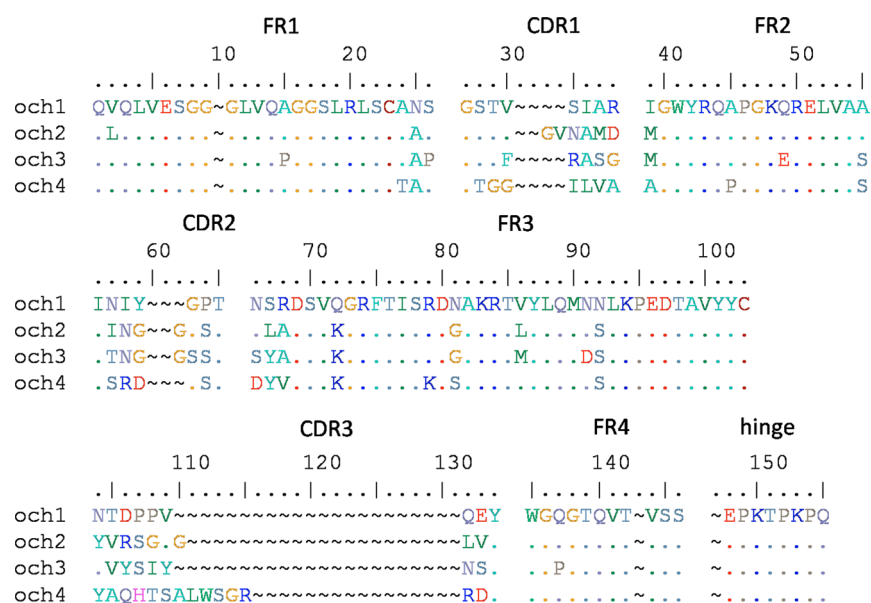 FR1 CDR1 FR2
10 20 30 40 50
och1 QVQLVESGG~GLVQAGGSLRLSCANS GSTV~~~~SIAR IGWYRQAPGKQRELVAA
och2 .L.......~..............A. ....~~GVNAMD M................
och3 .........~....P.........AP ...F~~~~RASG M.........E.....S
och4 .........~.............TA. .TGG~~~~ILVA A.....P.........S
CDR2 FR3
60 70 80 90 100
och1 INIY~~~GPT NSRDSVQGRFTISRDNAKRTVYLQMNNLKPEDTAVYYC
och2 .ING~~G.S. .LA...K........G....L.....S...........
och3 .TNG~~GSS. SYA...K........G....M....DS...........
och4 .SRD~~~.S. DYV...K......K.S..........S...........
CDR3 FR4 hinge
110 120 130 140 150
och1 NTDPPV~~~~~~~~~~~~~~~~~~~~~~QEY WGQGTQVT~VSS ~EPKTPKPQ
och2 YVRSG.G~~~~~~~~~~~~~~~~~~~~~LV. ........~... ~........
och3 .VYSIY~~~~~~~~~~~~~~~~~~~~~~NS. ..P.....~... ~........
och4 YAQHTSALWSGR~~~~~~~~~~~~~~~~RD. ........~... ~........